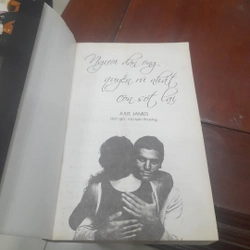 Người đàn ông
quyến rũ nhất
còn sót lại
JULIE JAMES